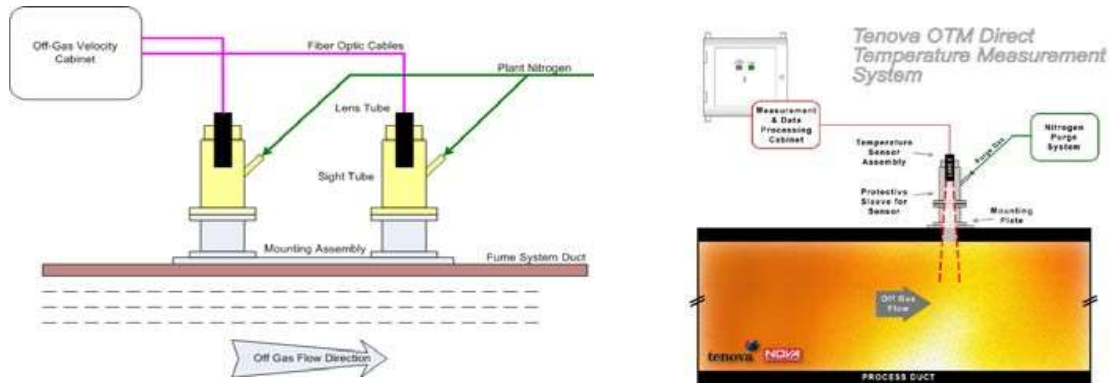 Off-Gas Velocity
Cabinet
Fiber Optic Cables
Plant Nitrogen
Lens Tube
Sight Tube
Mounting Assembly
Fume System Duct
Off Gas Flow Direction
Tenova OTM Direct
Temperature Measurement
System
Measurement
& Data
Processing
Cabinet
Temperature
Sensor
Assembly
Nitrogen
Purge
System
Purge Gas
Protective
Sleeve for
Sensor
Mounting
Plate
Off Gas
Flow
tenova
NOVA
PROCESS DUCT